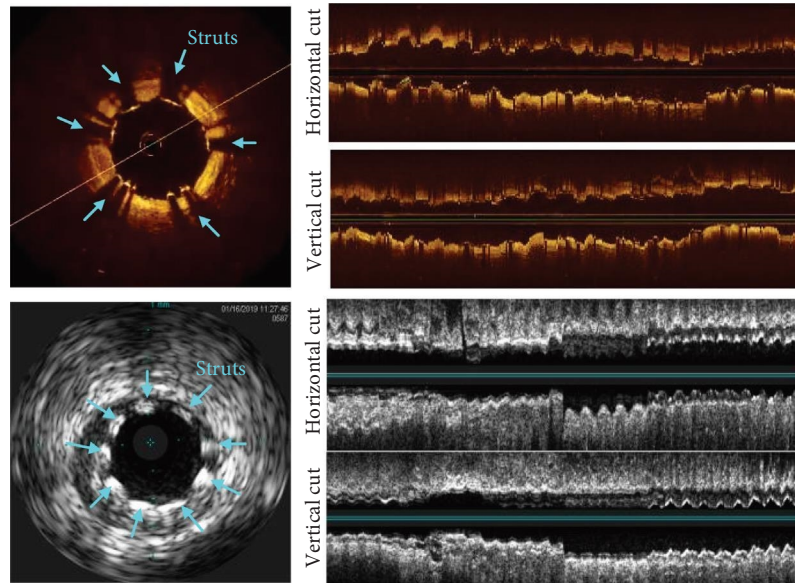 Struts
Horizontal cut
Vertical cut
1 mm
01/16/2019 11:27:46
0587
Struts
Horizontal cut
Vertical cut